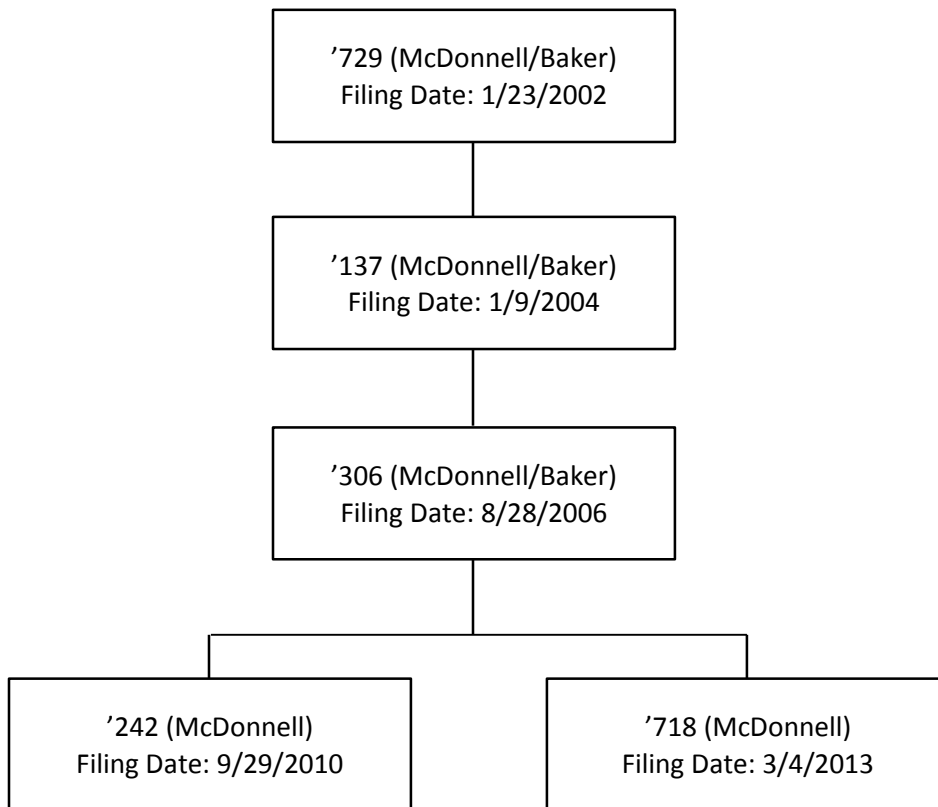 ’729 (McDonnell/Baker)
Filing Date: 1/23/2002
’137 (McDonnell/Baker)
Filing Date: 1/9/2004
’306 (McDonnell/Baker)
Filing Date: 8/28/2006
’242 (McDonnell)
Filing Date: 9/29/2010
’718 (McDonnell)
Filing Date: 3/4/2013